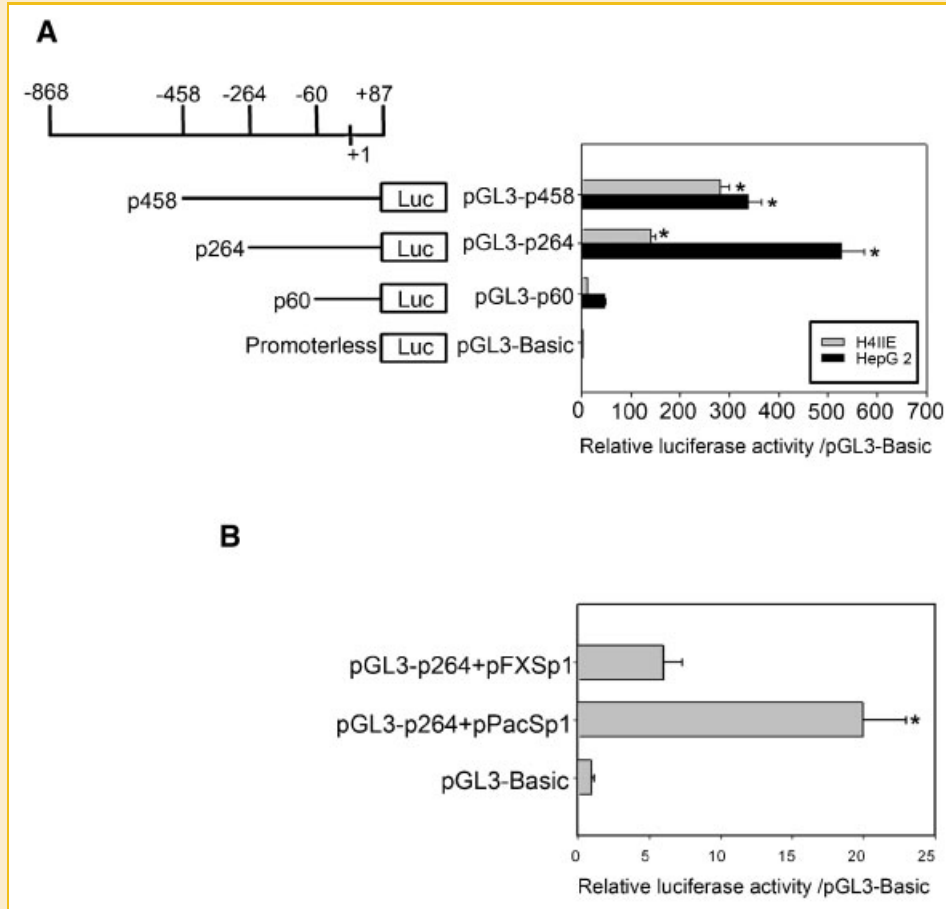 A
-868 -458 -264 -60 +87
+1
p458 Luc pGL3-p458 * *
p264 Luc pGL3-p264 * *
p60 Luc pGL3-p60
Promoterless Luc pGL3-Basic
H4IIE
HepG 2
0 100 200 300 400 500 600 700
Relative luciferase activity /pGL3-Basic
B
pGL3-p264+pFXSp1
pGL3-p264+pPacSp1 *
pGL3-Basic
0 5 10 15 20 25
Relative luciferase activity /pGL3-Basic